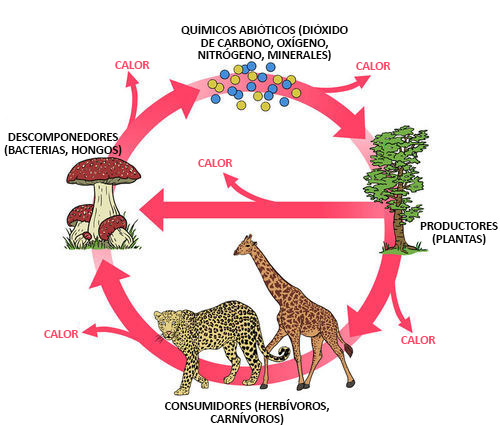 QUÍMICOS ABIÓTICOS (DIÓXIDO
DE CARBONO, OXÍGENO,
NITRÓGENO, MINERALES)
CALOR
CALOR
DESCOMPONEDORES
(BACTERIAS, HONGOS)
CALOR
PRODUCTORES
(PLANTAS)
CALOR
CALOR
CONSUMIDORES (HERBÍVOROS,
CARNÍVOROS)